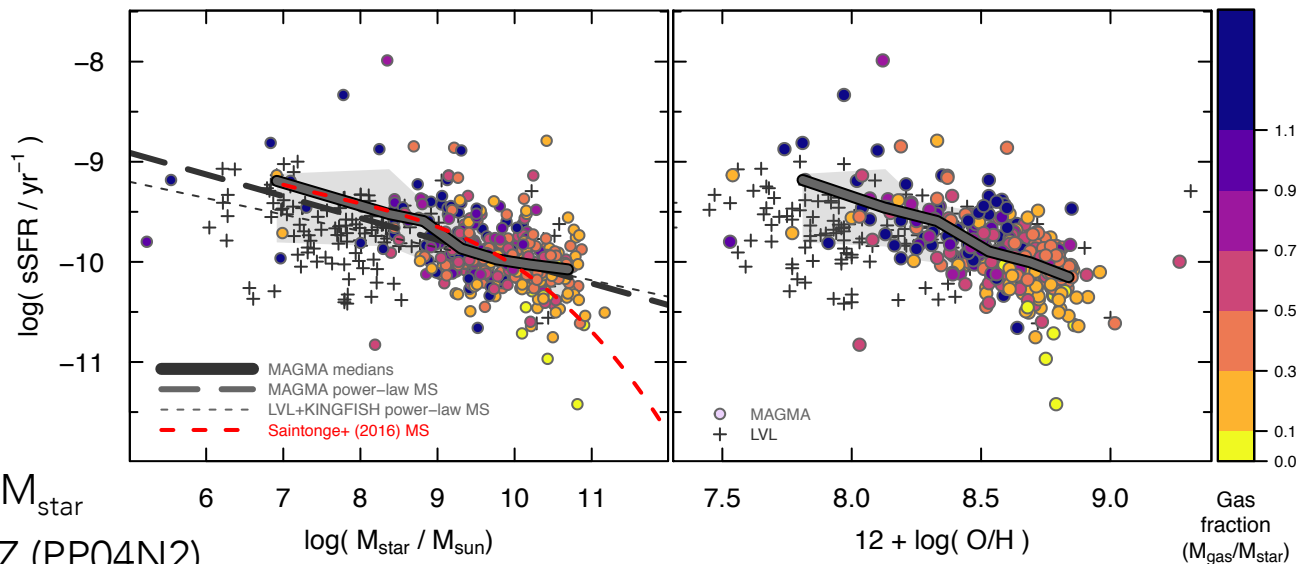 log( sSFR / yr⁻¹ )
−8
−9
−10
−11
MAGMA medians
MAGMA power−law MS
LVL+KINGFISH power−law MS
Saintonge+ (2016) MS
6 7 8 9 10 11
log( M_star / M_sun)
MAGMA
LVL
7.5 8.0 8.5 9.0
12 + log( O/H )
1.1
0.9
0.7
0.5
0.3
0.1
0.0
Gas
fraction
(M_gas/M_star)
M_star
Z (PP04N2)